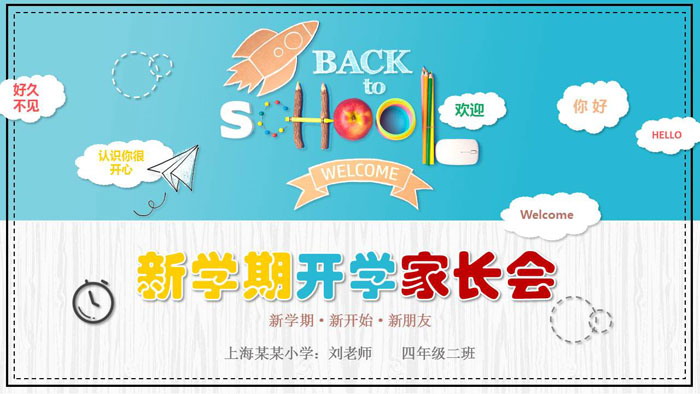 BACK
to
SCHOOL
WELCOME
好久
不见
欢迎
你 好
HELLO
认识你很
开心
Welcome
新学期开学家长会
新学期·新开始·新朋友
上海某某小学：刘老师 四年级二班